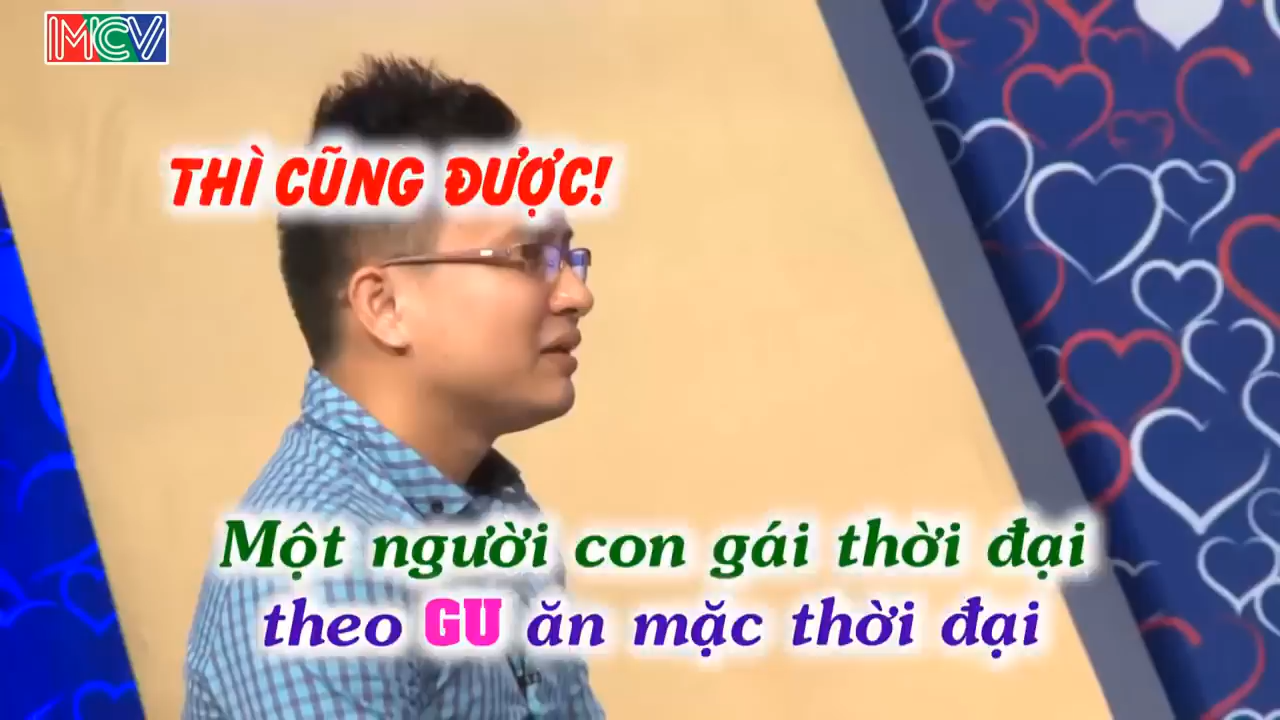 MCV
THÌ CŨNG ĐƯỢC!
Một người con gái thời đại
theo GU ăn mặc thời đại